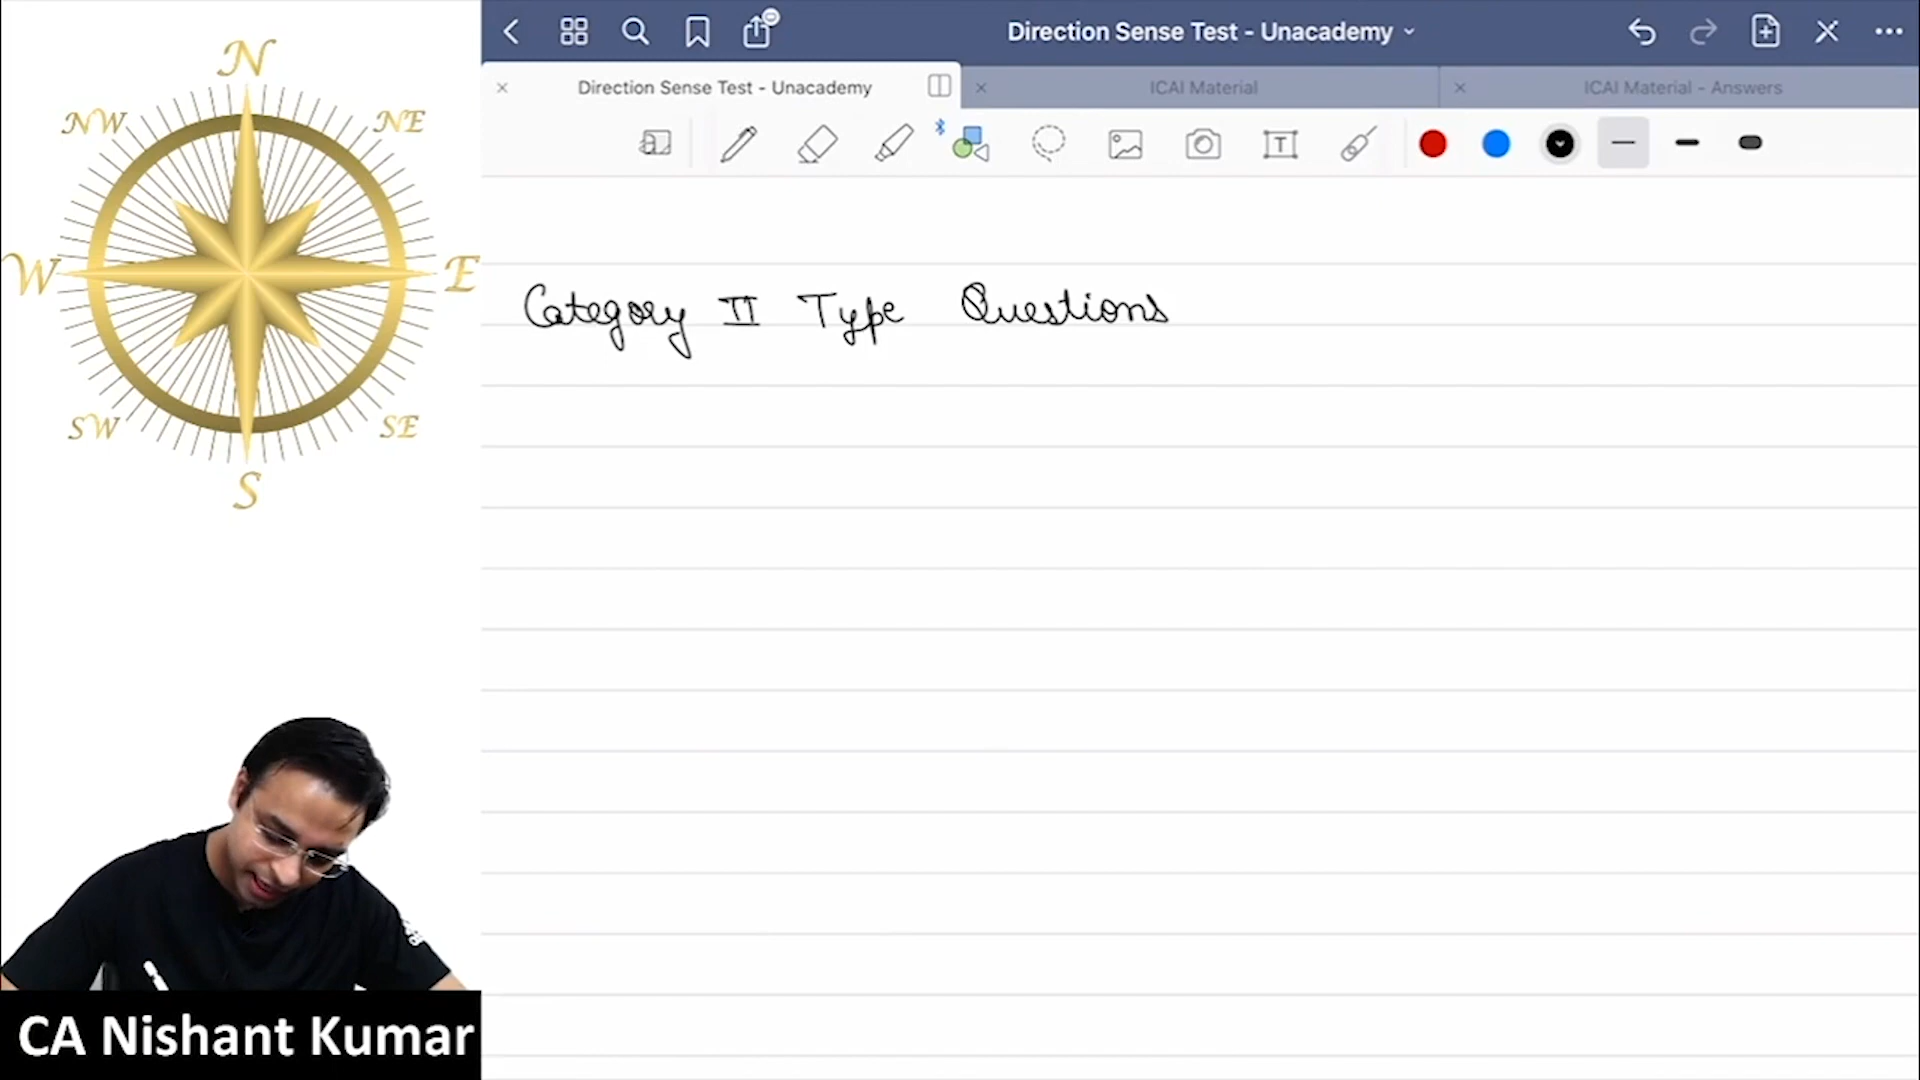 Direction Sense Test - Unacademy
Direction Sense Test - Unacademy
ICAI Material
ICAI Material - Answers
N
NW
NE
W
E
SW
SE
S
Category II Type Questions
CA Nishant Kumar